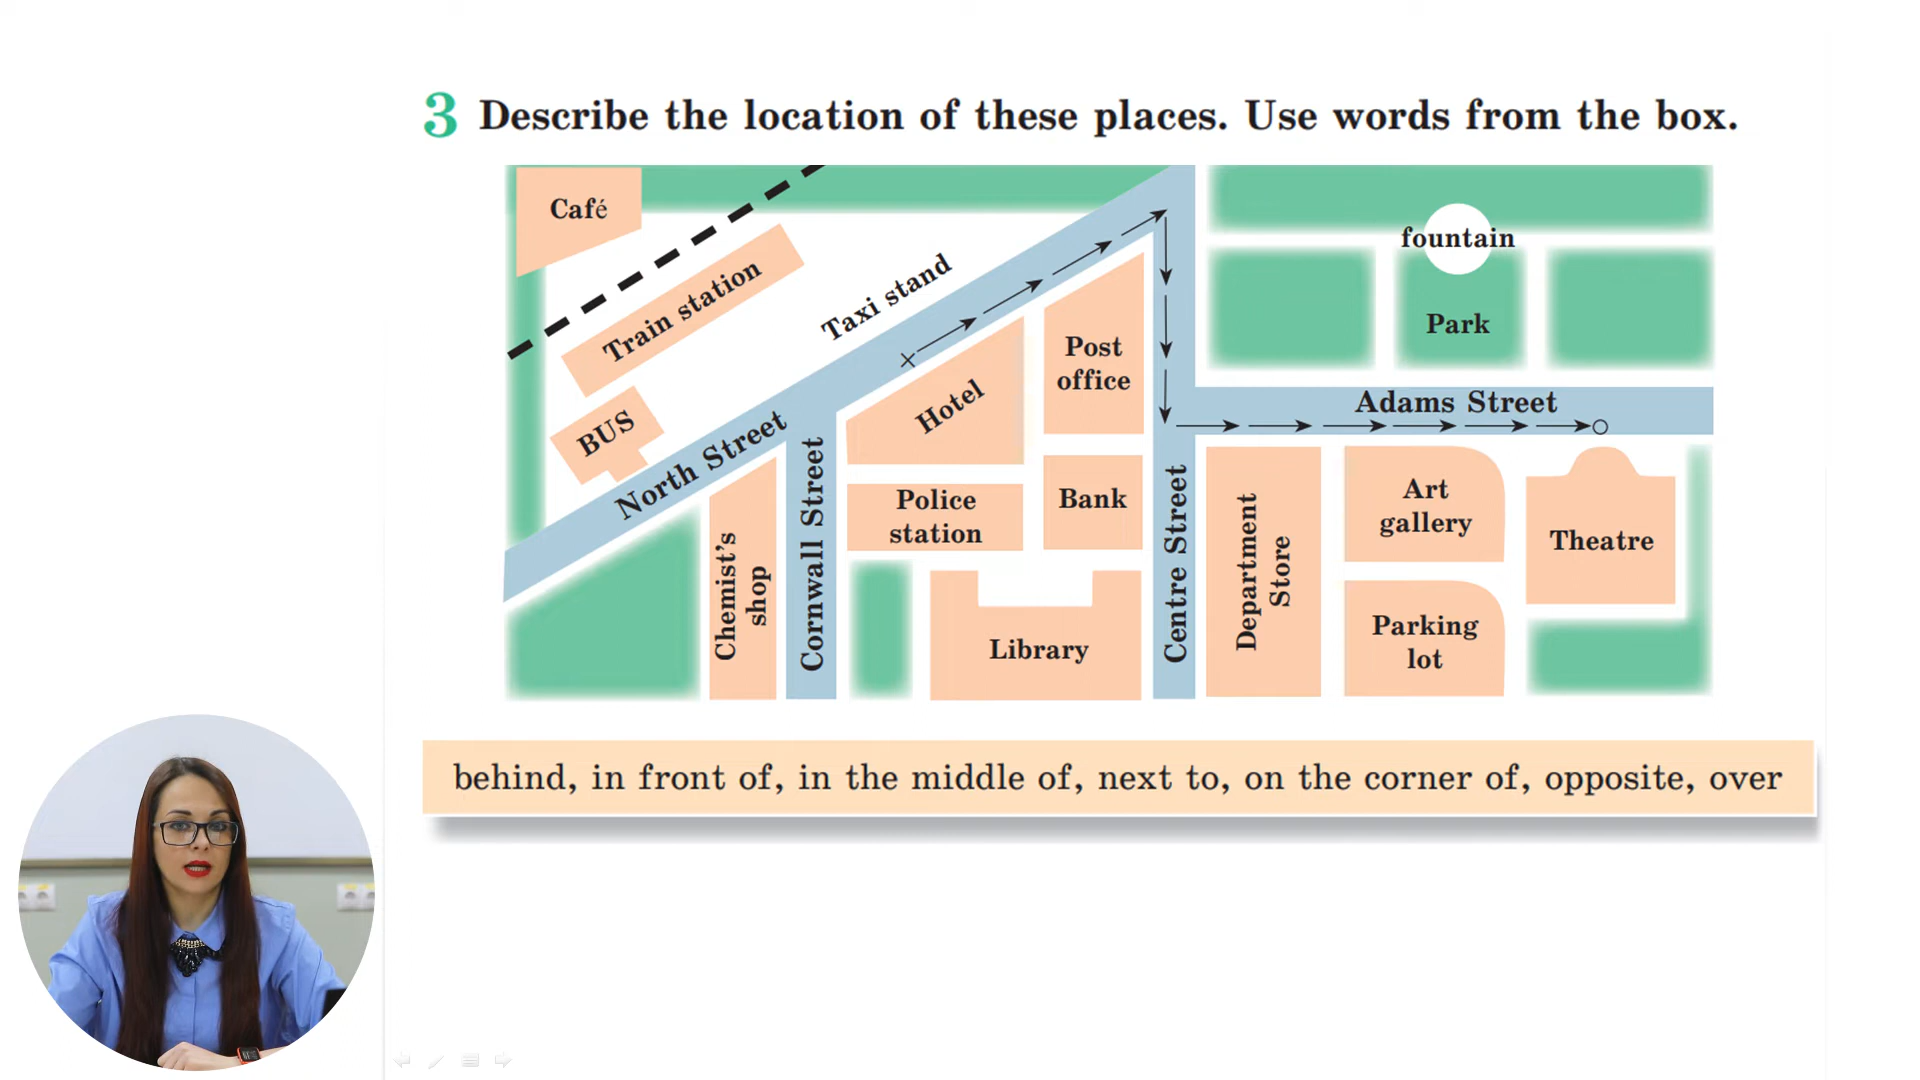 3 Describe the location of these places. Use words from the box.
Café
fountain
Train station
Taxi stand
Park
Post
office
Hotel
Adams Street
BUS
North Street
Cornwall Street
Police
station
Bank
Centre Street
Department
Store
Art
gallery
Theatre
Chemist's
shop
Library
Parking
lot
behind, in front of, in the middle of, next to, on the corner of, opposite, over